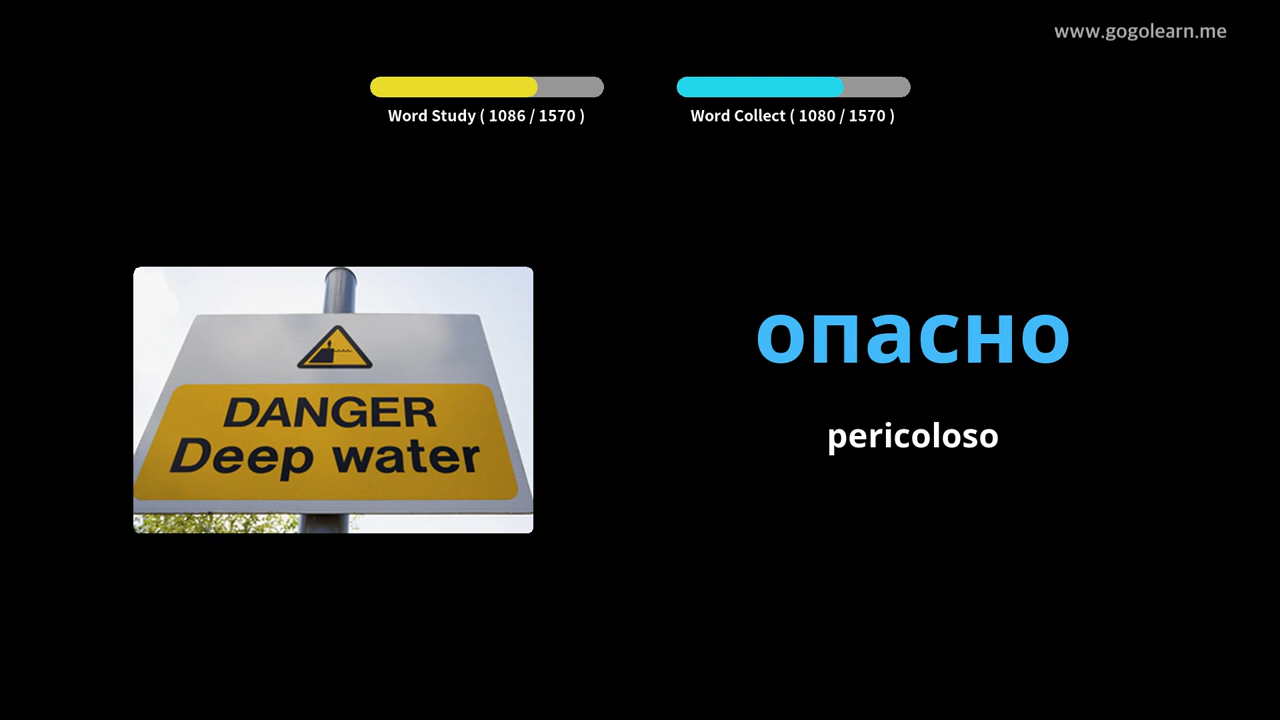 www.gogolearn.me
Word Study ( 1086 / 1570 )
Word Collect ( 1080 / 1570 )
DANGER
Deep water
опасно
pericoloso